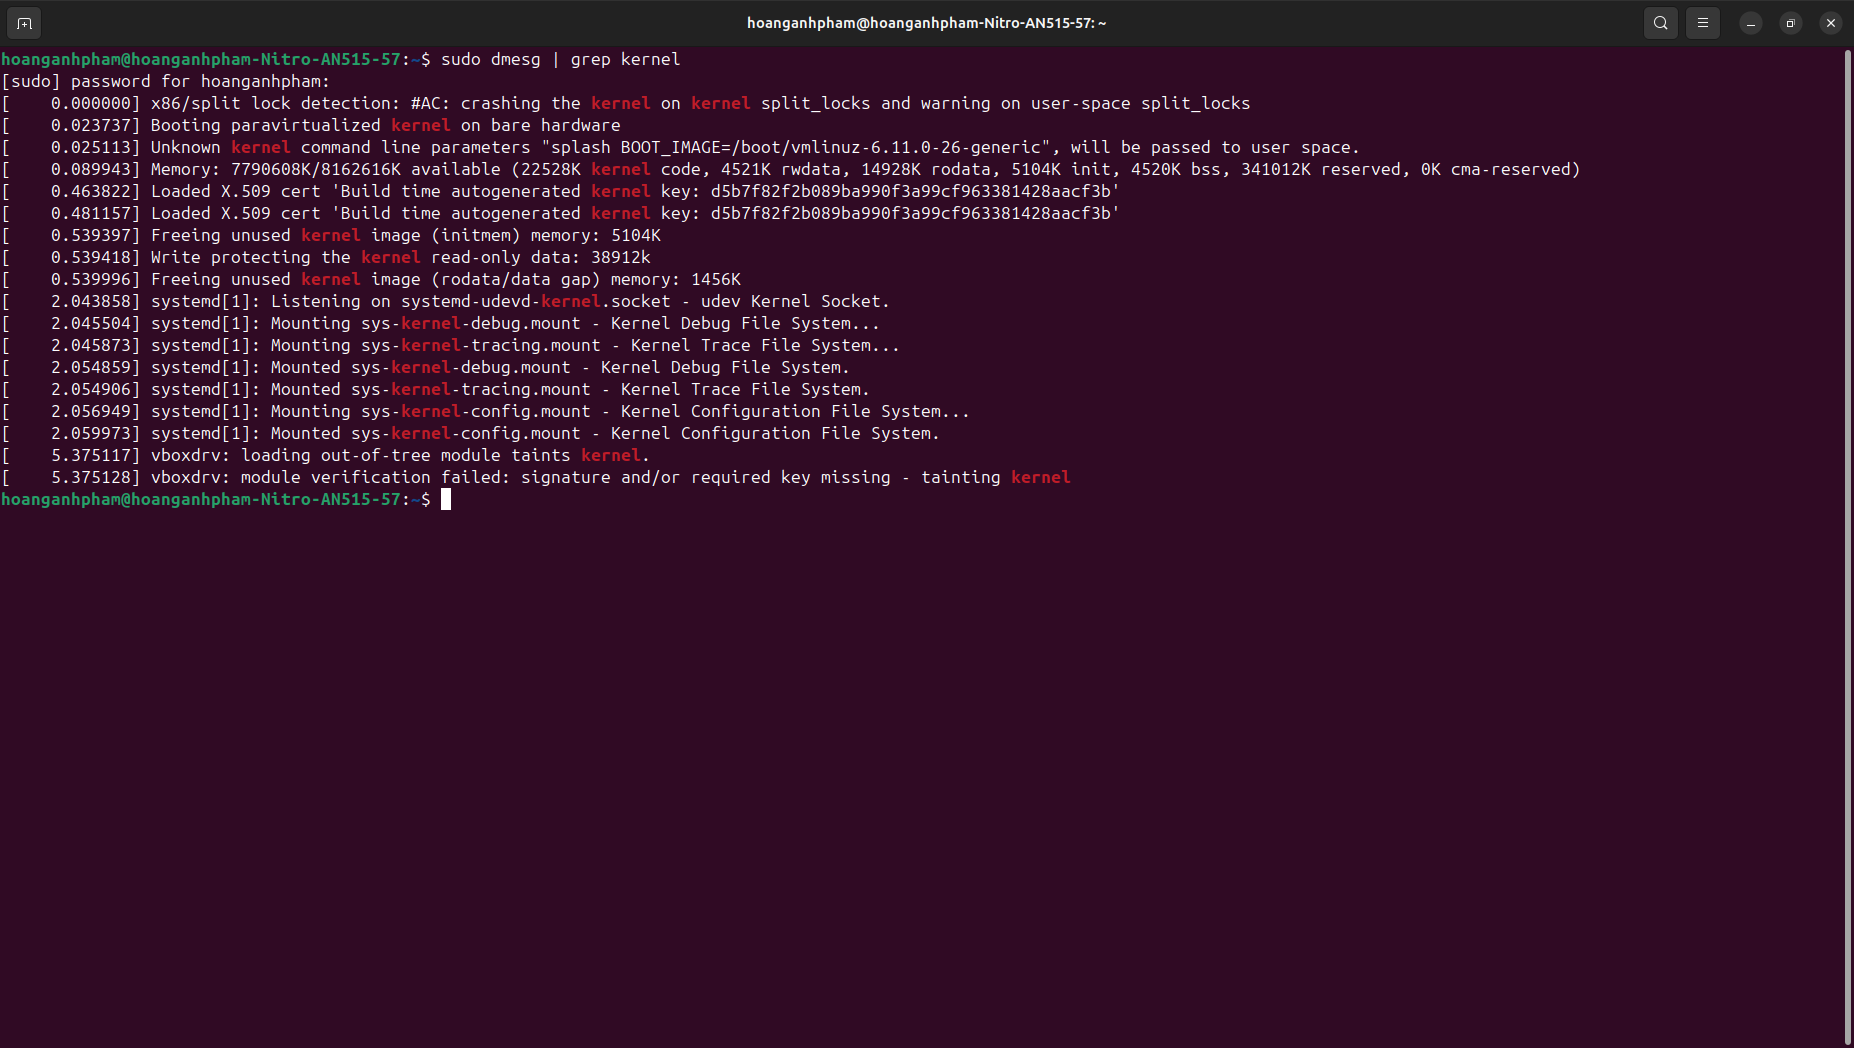 hoanganhpham@hoanganhpham-Nitro-AN515-57: ~
hoanganhpham@hoanganhpham-Nitro-AN515-57:~$ sudo dmesg | grep kernel
[sudo] password for hoanganhpham:
[    0.000000] x86/split lock detection: #AC: crashing the kernel on kernel split_locks and warning on user-space split_locks
[    0.023737] Booting paravirtualized kernel on bare hardware
[    0.025113] Unknown kernel command line parameters "splash BOOT_IMAGE=/boot/vmlinuz-6.11.0-26-generic", will be passed to user space.
[    0.089943] Memory: 7790608K/8162616K available (22528K kernel code, 4521K rwdata, 14928K rodata, 5104K init, 4520K bss, 341012K reserved, 0K cma-reserved)
[    0.463822] Loaded X.509 cert 'Build time autogenerated kernel key: d5b7f82f2b089ba990f3a99cf963381428aacf3b'
[    0.481157] Loaded X.509 cert 'Build time autogenerated kernel key: d5b7f82f2b089ba990f3a99cf963381428aacf3b'
[    0.539397] Freeing unused kernel image (initmem) memory: 5104K
[    0.539418] Write protecting the kernel read-only data: 38912k
[    0.539996] Freeing unused kernel image (rodata/data gap) memory: 1456K
[    2.043858] systemd[1]: Listening on systemd-udevd-kernel.socket - udev Kernel Socket.
[    2.045504] systemd[1]: Mounting sys-kernel-debug.mount - Kernel Debug File System...
[    2.045873] systemd[1]: Mounting sys-kernel-tracing.mount - Kernel Trace File System...
[    2.054859] systemd[1]: Mounted sys-kernel-debug.mount - Kernel Debug File System.
[    2.054906] systemd[1]: Mounted sys-kernel-tracing.mount - Kernel Trace File System.
[    2.056949] systemd[1]: Mounting sys-kernel-config.mount - Kernel Configuration File System...
[    2.059973] systemd[1]: Mounted sys-kernel-config.mount - Kernel Configuration File System.
[    5.375117] vboxdrv: loading out-of-tree module taints kernel.
[    5.375128] vboxdrv: module verification failed: signature and/or required key missing - tainting kernel
hoanganhpham@hoanganhpham-Nitro-AN515-57:~$